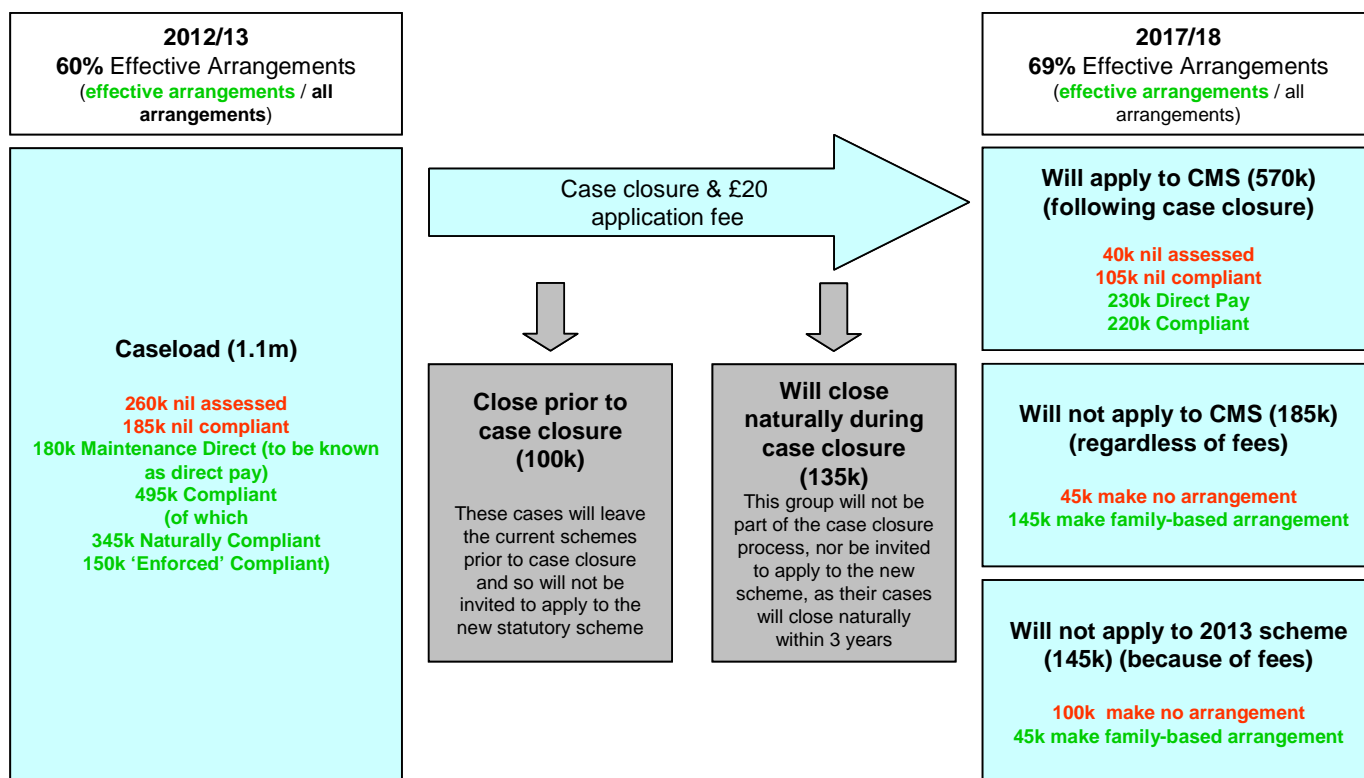 2012/13
60% Effective Arrangements
(effective arrangements / all
arrangements)
Caseload (1.1m)
260k nil assessed
185k nil compliant
180k Maintenance Direct (to be known
as direct pay)
495k Compliant
(of which
345k Naturally Compliant
150k ‘Enforced’ Compliant)
Case closure & £20
application fee
Close prior to
case closure
(100k)
These cases will leave
the current schemes
prior to case closure
and so will not be
invited to apply to the
new statutory scheme
Will close
naturally during
case closure
(135k)
This group will not be
part of the case closure
process, nor be invited
to apply to the new
scheme, as their cases
will close naturally
within 3 years
2017/18
69% Effective Arrangements
(effective arrangements / all
arrangements)
Will apply to CMS (570k)
(following case closure)
40k nil assessed
105k nil compliant
230k Direct Pay
220k Compliant
Will not apply to CMS (185k)
(regardless of fees)
45k make no arrangement
145k make family-based arrangement
Will not apply to 2013 scheme
(145k) (because of fees)
100k make no arrangement
45k make family-based arrangement